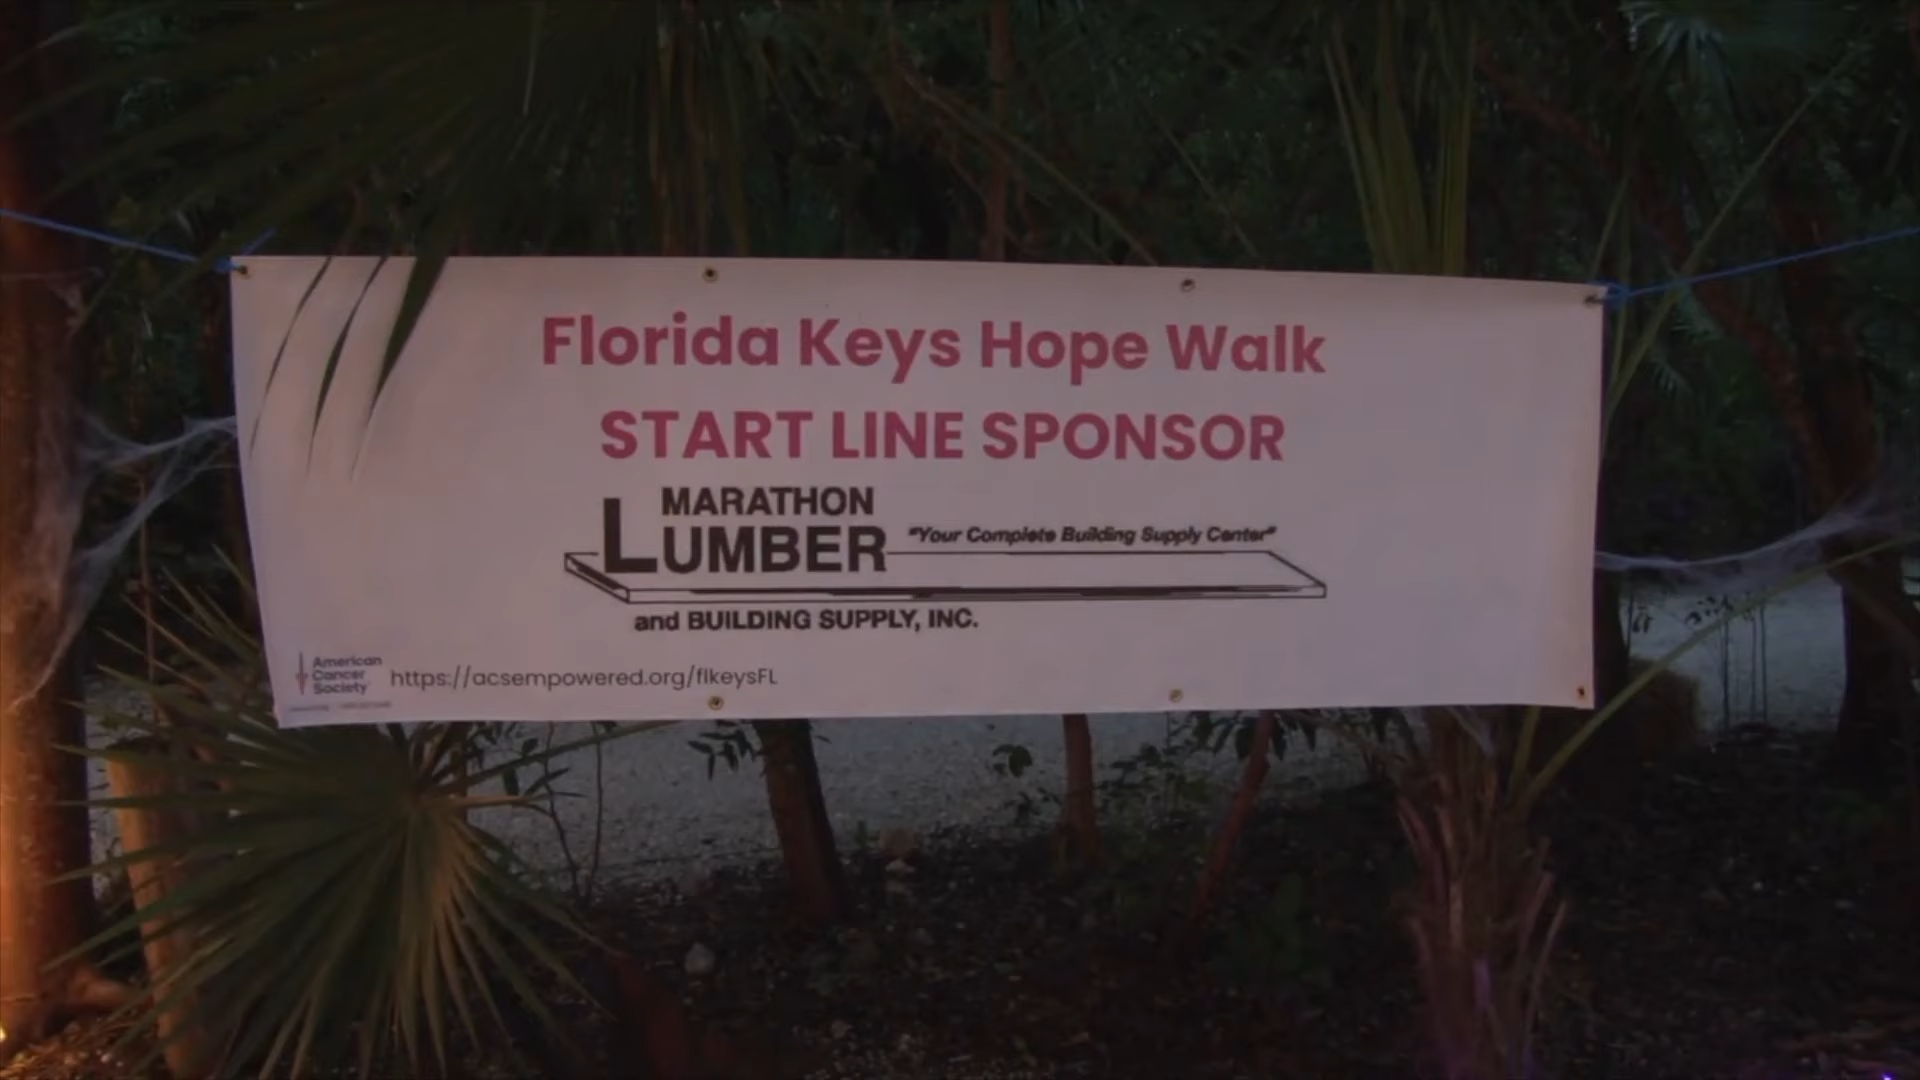 Florida Keys Hope Walk
START LINE SPONSOR
MARATHON
LUMBER
"Your Complete Building Supply Center"
and BUILDING SUPPLY, INC.
American
Cancer
Society
https://acsempowered.org/flkeysFL